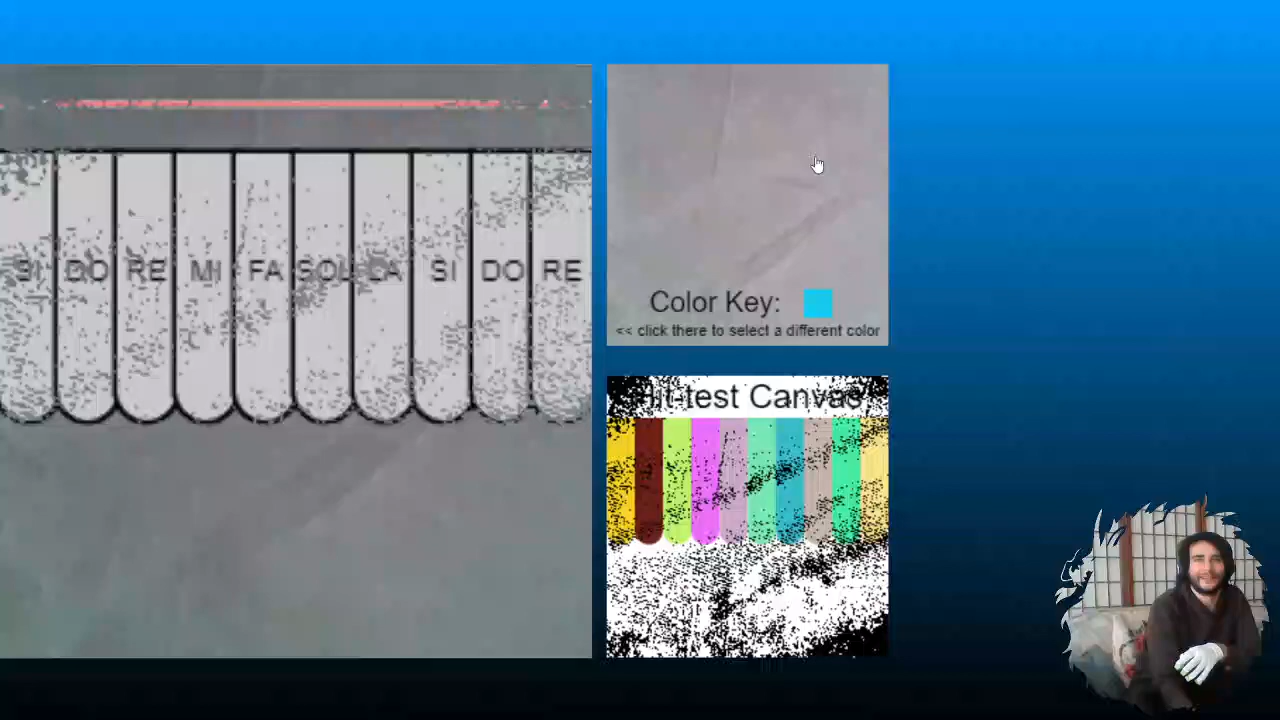 SI DO RE MI FA SOL LA SI DO RE
Color Key:
<< click there to select a different color
Hit-test Canvas